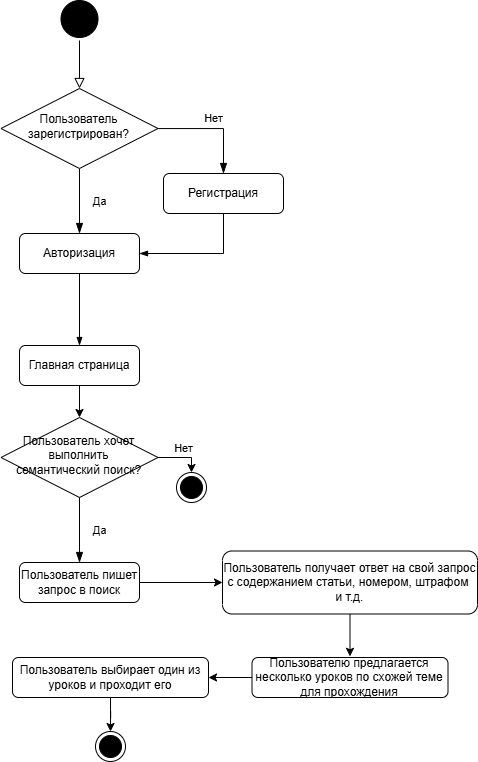 Пользователь
зарегистрирован?
Нет
Да
Регистрация
Авторизация
Главная страница
Пользователь хочет
выполнить
семантический поиск?
Нет
Да
Пользователь пишет
запрос в поиск
Пользователь получает ответ на свой запрос
с содержанием статьи, номером, штрафом
и т.д.
Пользователю предлагается
несколько уроков по схожей теме
для прохождения
Пользователь выбирает один из
уроков и проходит его